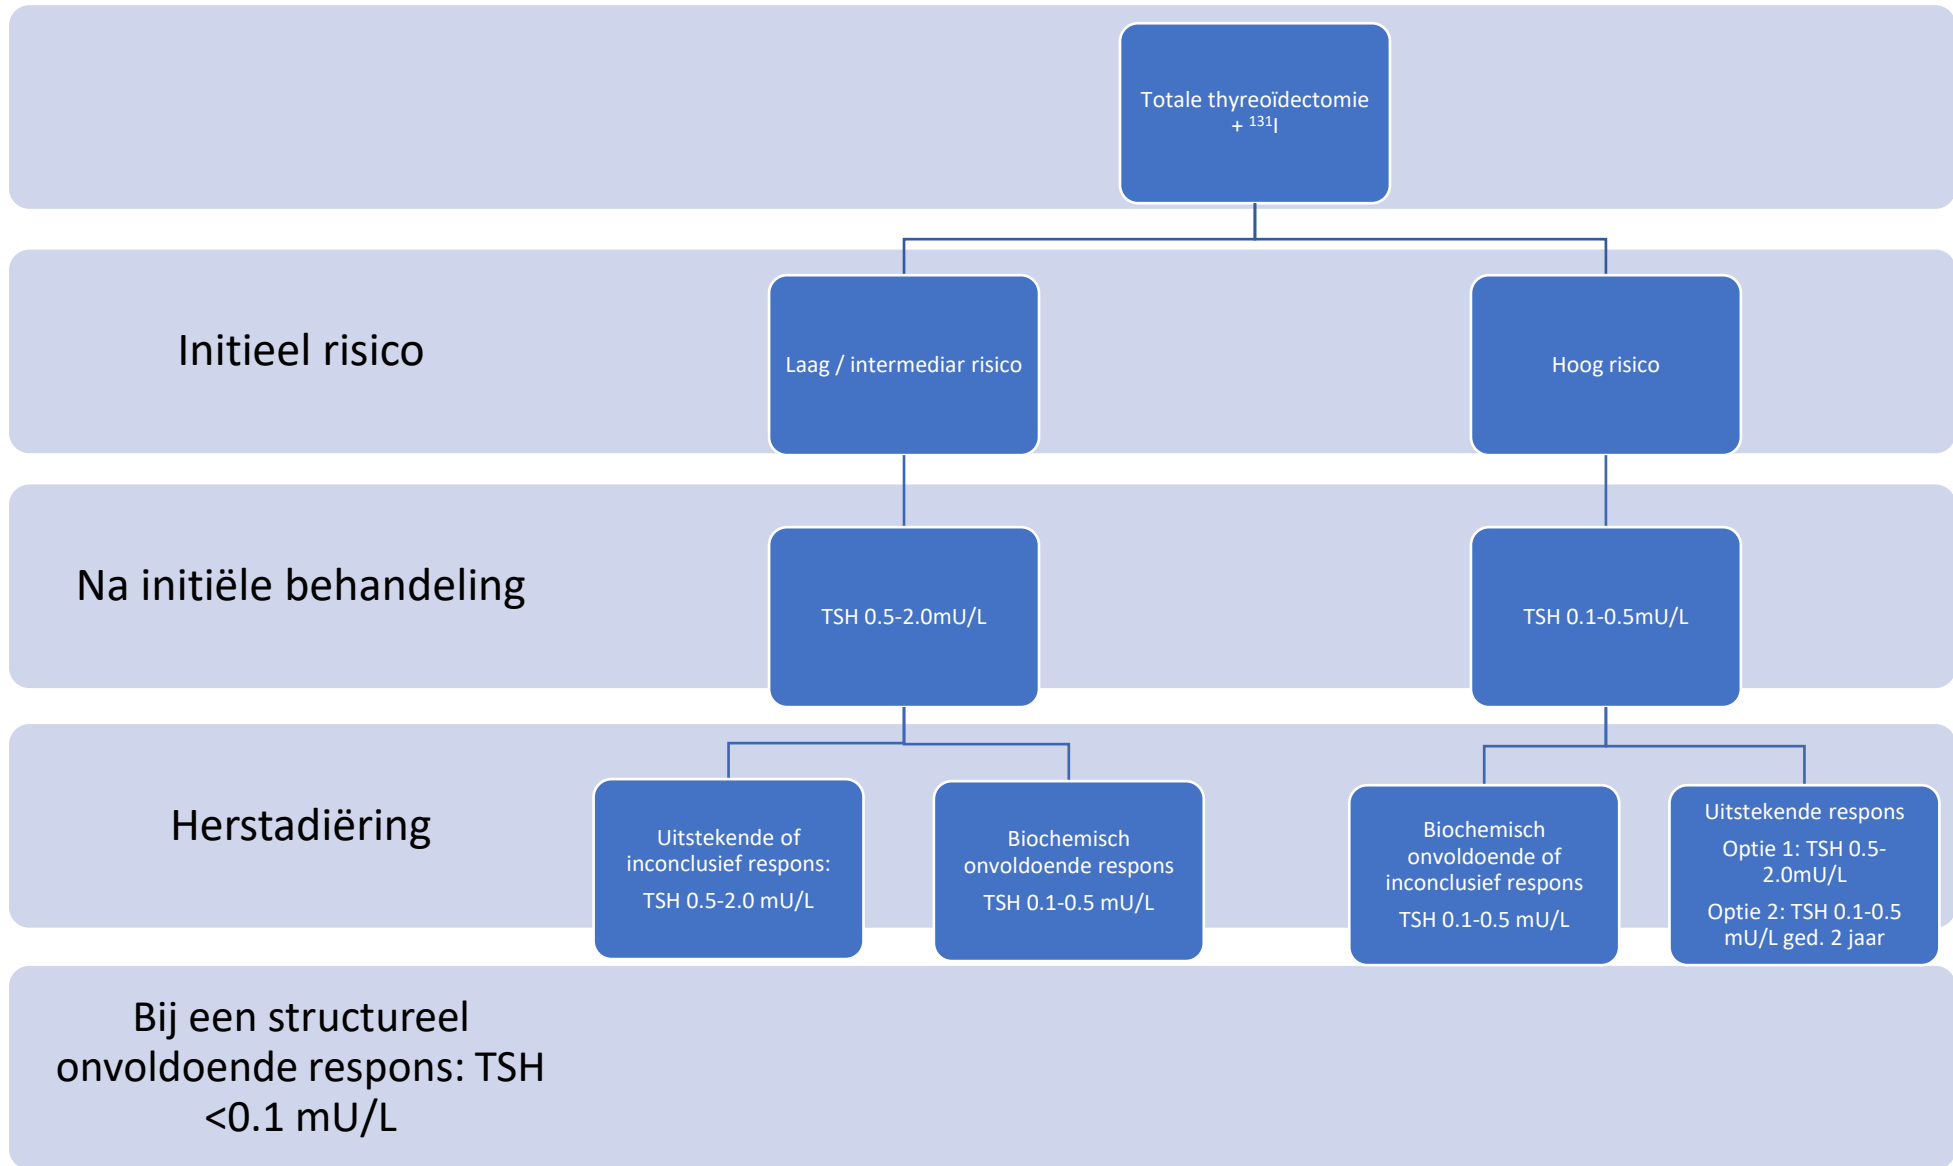 Totale thyreoïdectomie
+ ¹³¹I
Initieel risico
Laag / intermediar risico
Hoog risico
Na initiële behandeling
TSH 0.5-2.0mU/L
TSH 0.1-0.5mU/L
Herstadiëring
Uitstekende of
inconclusief respons:
TSH 0.5-2.0 mU/L
Biochemisch
onvoldoende respons
TSH 0.1-0.5 mU/L
Biochemisch
onvoldoende of
inconclusief respons
TSH 0.1-0.5 mU/L
Uitstekende respons
Optie 1: TSH 0.5-
2.0mU/L
Optie 2: TSH 0.1-0.5
mU/L ged. 2 jaar
Bij een structureel
onvoldoende respons: TSH
<0.1 mU/L